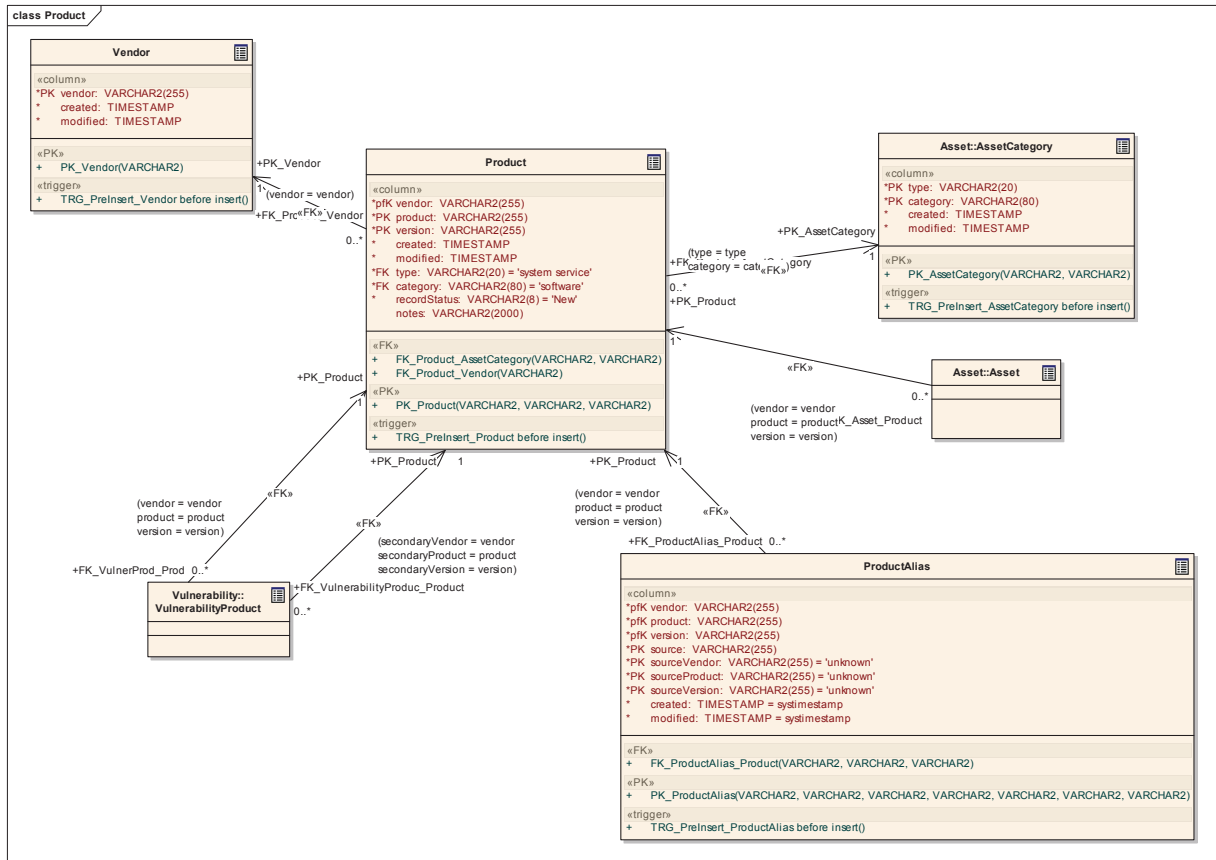 class Product
Vendor
«column»
*PK vendor: VARCHAR2(255)
* created: TIMESTAMP
* modified: TIMESTAMP
«PK»
+ PK_Vendor(VARCHAR2)
«trigger»
+ TRG_PreInsert_Vendor before insert()
+PK_Vendor
1
(vendor = vendor)
«FK»
0..*
Product
«column»
*pfK vendor: VARCHAR2(255)
*PK product: VARCHAR2(255)
*PK version: VARCHAR2(255)
* created: TIMESTAMP
* modified: TIMESTAMP
*FK type: VARCHAR2(20) = 'system service'
*FK category: VARCHAR2(80) = 'software'
* recordStatus: VARCHAR2(8) = 'New'
notes: VARCHAR2(2000)
«FK»
+ FK_Product_AssetCategory(VARCHAR2, VARCHAR2)
+ FK_Product_Vendor(VARCHAR2)
«PK»
+ PK_Product(VARCHAR2, VARCHAR2, VARCHAR2)
«trigger»
+ TRG_PreInsert_Product before insert()
Asset::AssetCategory
«column»
*PK type: VARCHAR2(20)
*PK category: VARCHAR2(80)
* created: TIMESTAMP
* modified: TIMESTAMP
«PK»
+ PK_AssetCategory(VARCHAR2, VARCHAR2)
«trigger»
+ TRG_PreInsert_AssetCategory before insert()
+PK_AssetCategory
1
(type = type
«FK»
0..*
+PK_Product
1
«FK»
Asset::Asset
0..*
(vendor = vendor
product = product
version = version)
K_Asset_Product
+PK_Product
1
«FK»
(vendor = vendor
product = product
version = version)
+FK_VulnerProd_Prod 0..*
Vulnerability::
VulnerabilityProduct
+PK_Product 1
«FK»
(secondaryVendor = vendor
secondaryProduct = product
secondaryVersion = version)
+FK_VulnerabilityProduc_Product
0..*
+PK_Product 1
(vendor = vendor
product = product
version = version)
«FK»
+FK_ProductAlias_Product 0..*
ProductAlias
«column»
*pfK vendor: VARCHAR2(255)
*pfK product: VARCHAR2(255)
*pfK version: VARCHAR2(255)
*PK source: VARCHAR2(255)
*PK sourceVendor: VARCHAR2(255) = 'unknown'
*PK sourceProduct: VARCHAR2(255) = 'unknown'
*PK sourceVersion: VARCHAR2(255) = 'unknown'
* created: TIMESTAMP = systimestamp
* modified: TIMESTAMP = systimestamp
«FK»
+ FK_ProductAlias_Product(VARCHAR2, VARCHAR2, VARCHAR2)
«PK»
+ PK_ProductAlias(VARCHAR2, VARCHAR2, VARCHAR2, VARCHAR2, VARCHAR2, VARCHAR2, VARCHAR2)
«trigger»
+ TRG_PreInsert_ProductAlias before insert()